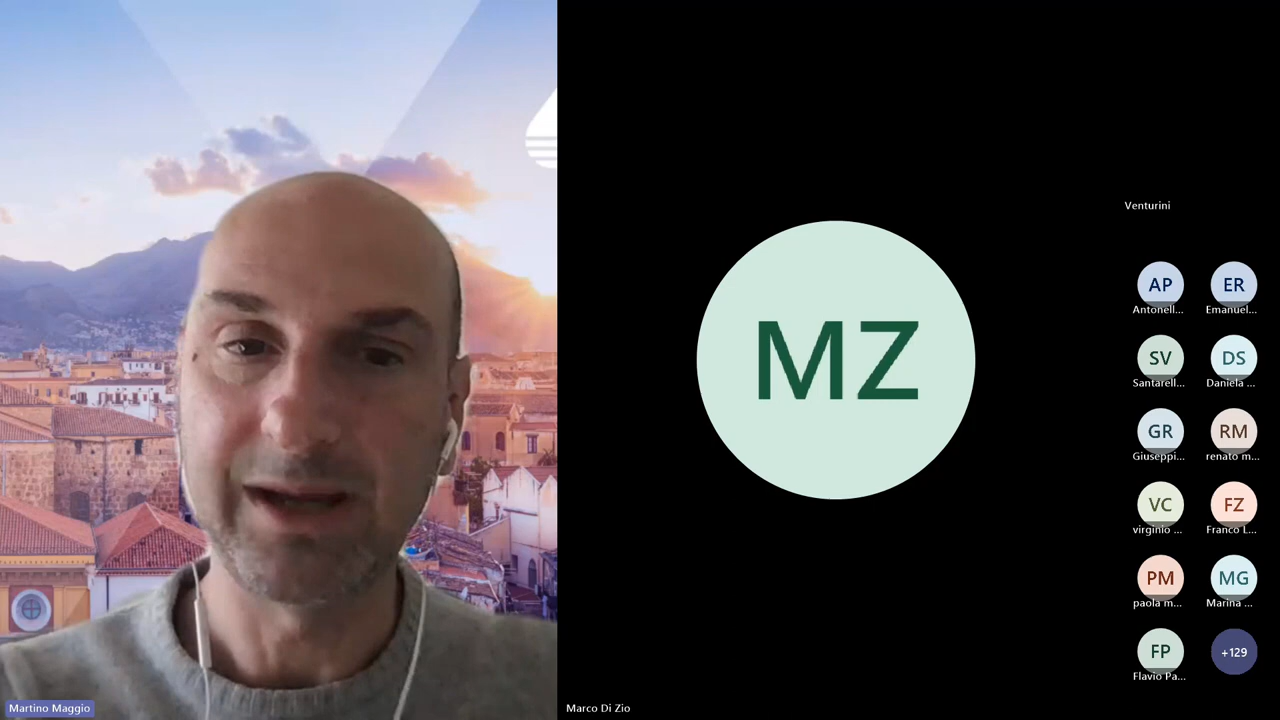 Martino Maggio
MZ
Marco Di Zio
Venturini
AP
Antonell...
ER
Emanuel...
SV
Santarell...
DS
Daniela ...
GR
Giuseppi...
RM
renato m...
VC
virginio ...
FZ
Franco L...
PM
paola m...
MG
Marina ...
FP
Flavio Pa...
+129